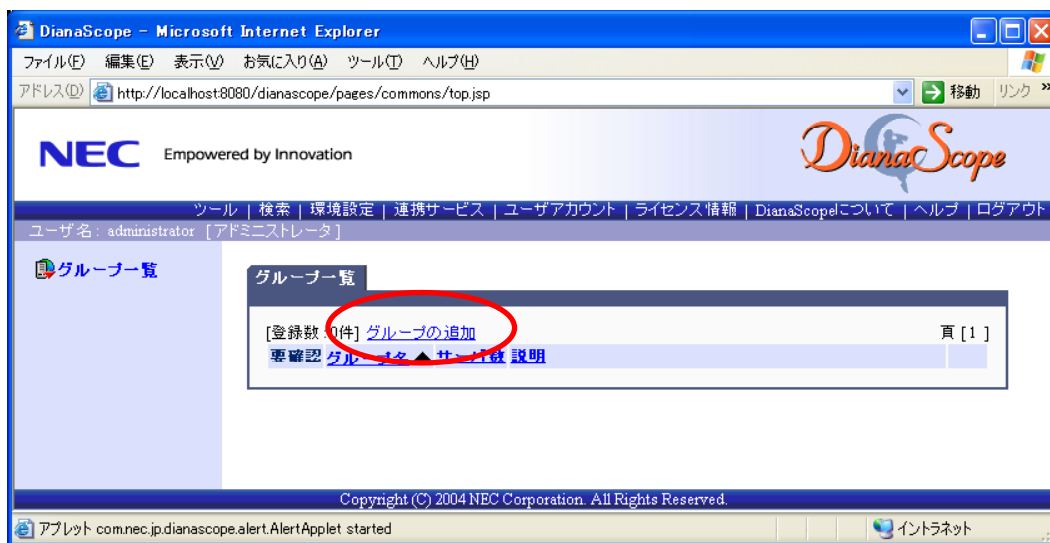 DianaScope - Microsoft Internet Explorer
ファイル(F) 編集(E) 表示(V) お気に入り(A) ツール(T) ヘルプ(H)
アドレス(D) http://localhost:8080/dianascope/pages/commons/top.jsp 移動 リンク »
NEC Empowered by Innovation DianaScope
ツール | 検索 | 環境設定 | 連携サービス | ユーザアカウント | ライセンス情報 | DianaScopeについて | ヘルプ | ログアウト
ユーザ名: administrator [アドミニストレータ]
グループ一覧
グループ一覧
[登録数:0件] グループの追加 頁 [1 ]
要確認 グループ名 ▲ サーバ数 説明
Copyright (C) 2004 NEC Corporation. All Rights Reserved.
アプレット com.nec.jp.dianascope.alert.AlertApplet started イントラネット